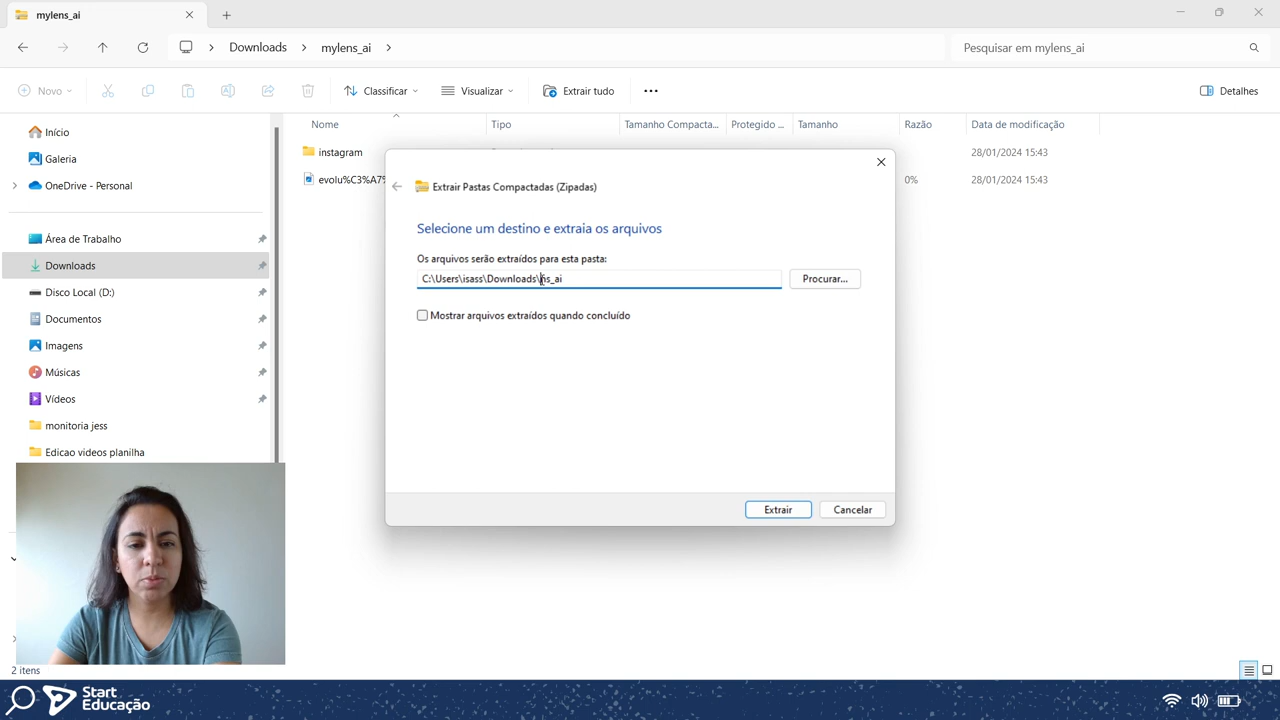 mylens_ai
Downloads
mylens_ai
Pesquisar em mylens_ai
Novo
Classificar
Visualizar
Extrair tudo
Detalhes
Nome
Tipo
Tamanho Compacta...
Protegido ...
Tamanho
Razão
Data de modificação
Início
Galeria
OneDrive - Personal
Área de Trabalho
Downloads
Disco Local (D:)
Documentos
Imagens
Músicas
Vídeos
monitoria jess
Edicao videos planilha
instagram
28/01/2024 15:43
evolu%C3%A7%
0%
28/01/2024 15:43
Extrair Pastas Compactadas (Zipadas)
Selecione um destino e extraia os arquivos
Os arquivos serão extraídos para esta pasta:
C:\Users\isass\Downloads\ns_ai
Procurar...
Mostrar arquivos extraídos quando concluído
Extrair
Cancelar
2 itens
Start
Educação